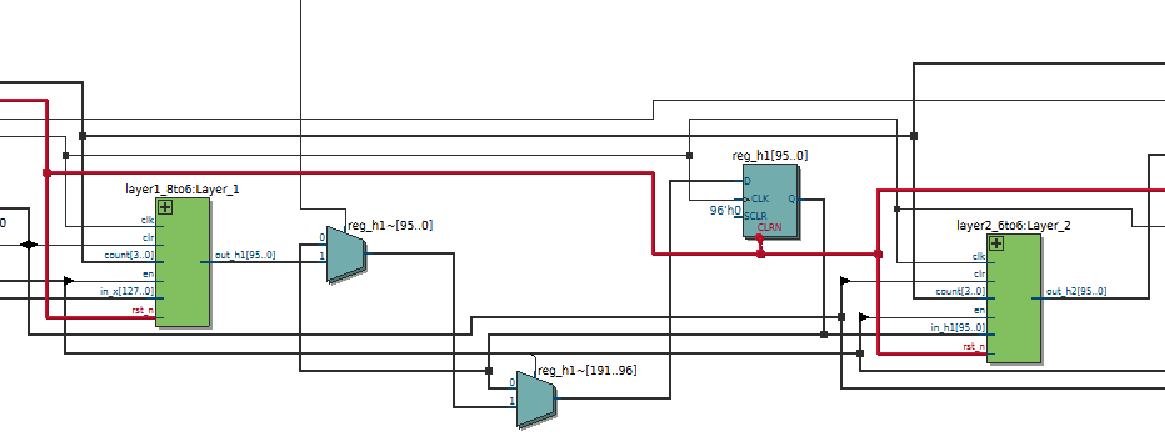 reg_h1[95..0]
D
CLK
Q
96'h0
SCLR
CLRN
layer1_8to6:Layer_1
clk
clr
count[3..0]
out_h1[95..0]
en
in_x[127..0]
rst_n
0
reg_h1~[95..0]
0
1
layer2_6to6:Layer_2
clk
clr
count[3..0]
out_h2[95..0]
en
in_h1[95..0]
rst_n
reg_h1~[191..96]
0
1